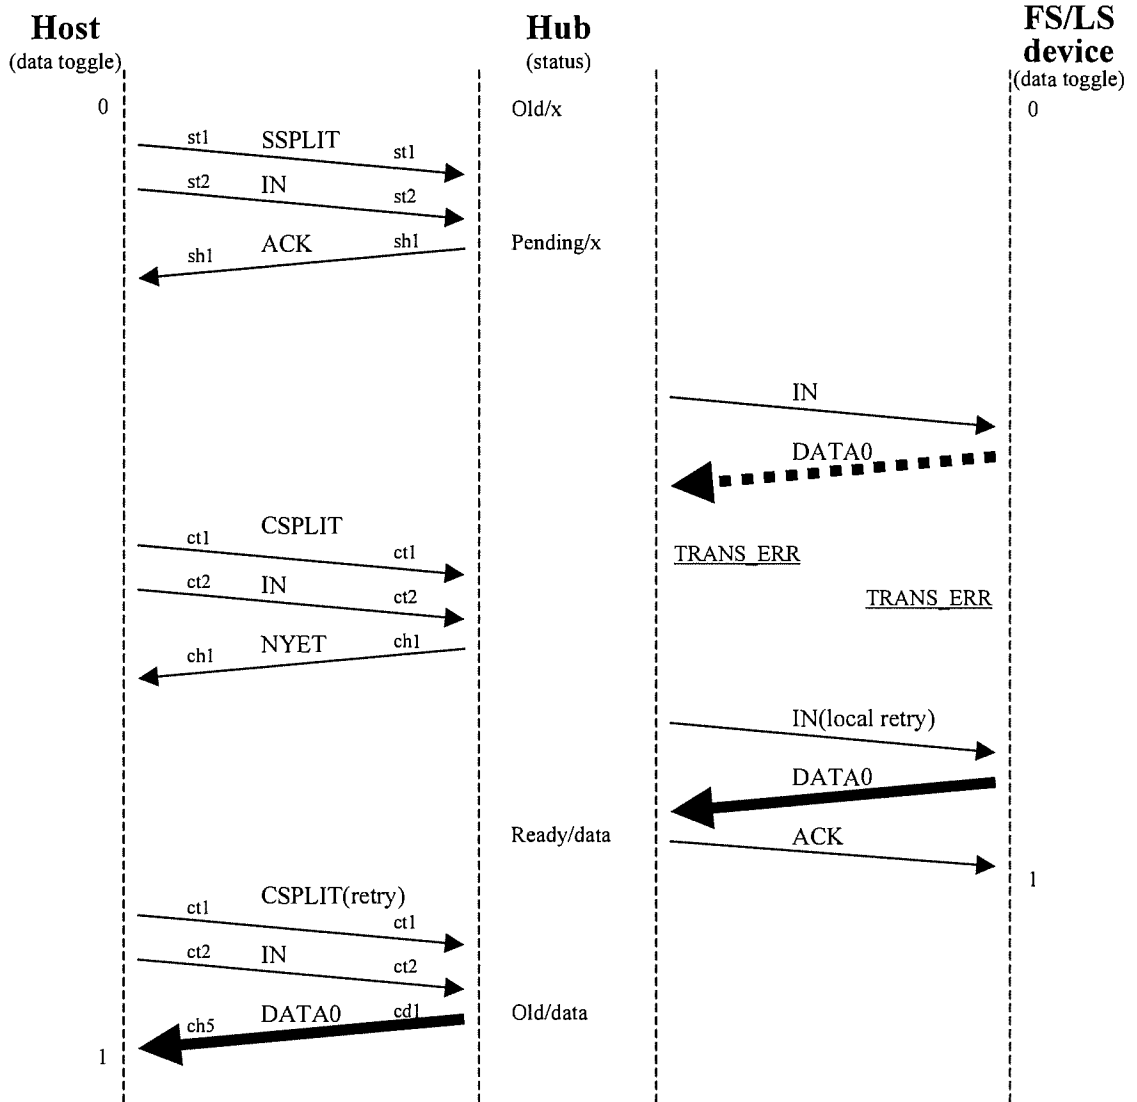 Host
(data toggle)
Hub
(status)
FS/LS
device
(data toggle)
0
Old/x
0
st1
SSPLIT
st1
st2
IN
st2
ACK
sh1
sh1
Pending/x
IN
DATA0
CSPLIT
ct1
ct1
TRANS_ERR
ct2
IN
ct2
TRANS_ERR
NYET
ch1
ch1
IN(local retry)
DATA0
Ready/data
ACK
1
CSPLIT(retry)
ct1
ct1
ct2
IN
ct2
DATA0
cd1
ch5
Old/data
1